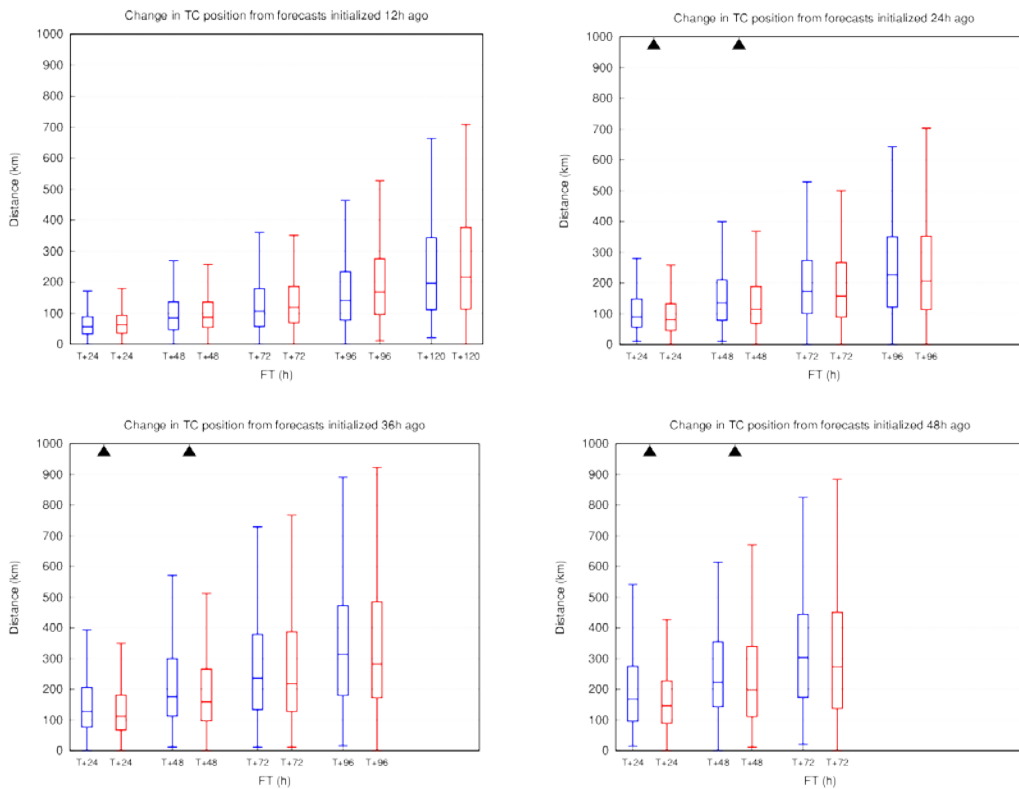 Change in TC position from forecasts initialized 12h ago
1000
900
800
700
600
500
400
300
200
100
0
Distance (km)
T+24 T+24 T+48 T+48 T+72 T+72 T+96 T+96 T+120 T+120
FT (h)
Change in TC position from forecasts initialized 24h ago
1000
900
800
700
600
500
400
300
200
100
0
Distance (km)
T+24 T+24 T+48 T+48 T+72 T+72 T+96 T+96
FT (h)
Change in TC position from forecasts initialized 36h ago
1000
900
800
700
600
500
400
300
200
100
0
Distance (km)
T+24 T+24 T+48 T+48 T+72 T+72 T+96 T+96
FT (h)
Change in TC position from forecasts initialized 48h ago
1000
900
800
700
600
500
400
300
200
100
0
Distance (km)
T+24 T+24 T+48 T+48 T+72 T+72
FT (h)